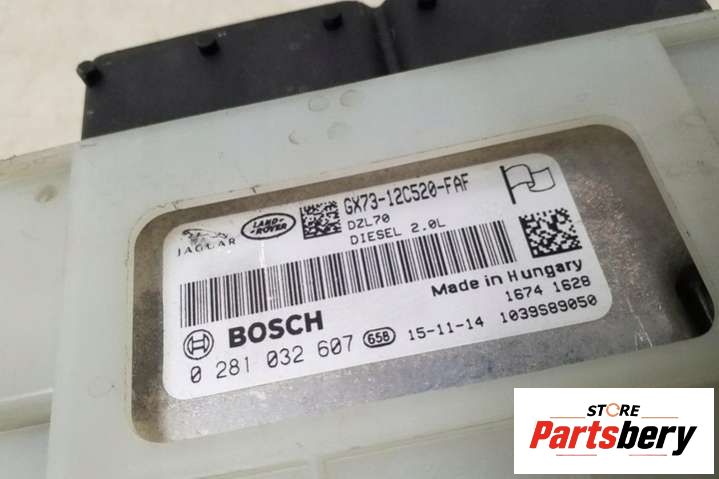 JAGUAR
LAND-
ROVER
GX73-12C520-FAF
DZL70
DIESEL 2.0L
Made in Hungary
1674 1628
BOSCH
0 281 032 607 658 15-11-14 1039S89050
STORE
Partsbery